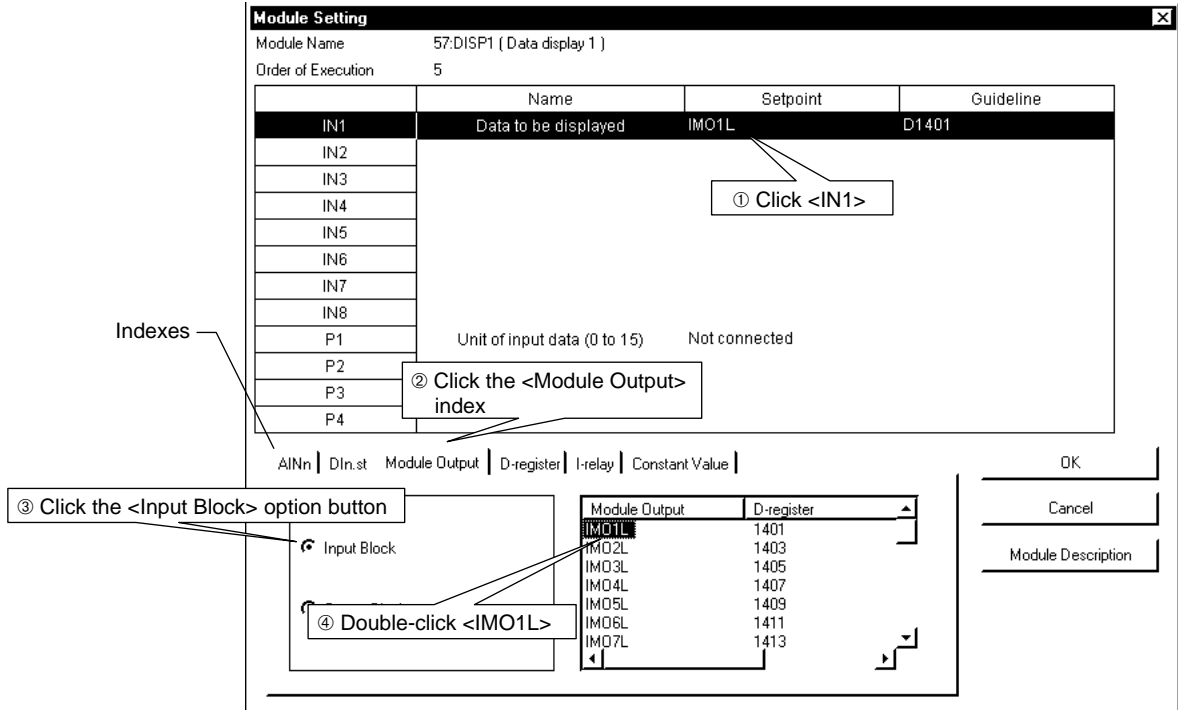 Module Setting
Module Name 57:DISP1 ( Data display 1 )
Order of Execution 5
Name Setpoint Guideline
IN1 Data to be displayed IMO1L D1401
IN2
IN3
① Click <IN1>
IN4
IN5
IN6
IN7
IN8
Indexes
P1 Unit of input data (0 to 15) Not connected
P2
② Click the <Module Output>
index
P3
P4
AINn DIn.st Module Output D-register I-relay Constant Value
OK
③ Click the <Input Block> option button
Module Output D-register
Cancel
IMO1L 1401
Input Block
IMO2L 1403
Module Description
IMO3L 1405
IMO4L 1407
IMO5L 1409
④ Double-click <IMO1L>
IMO6L 1411
IMO7L 1413